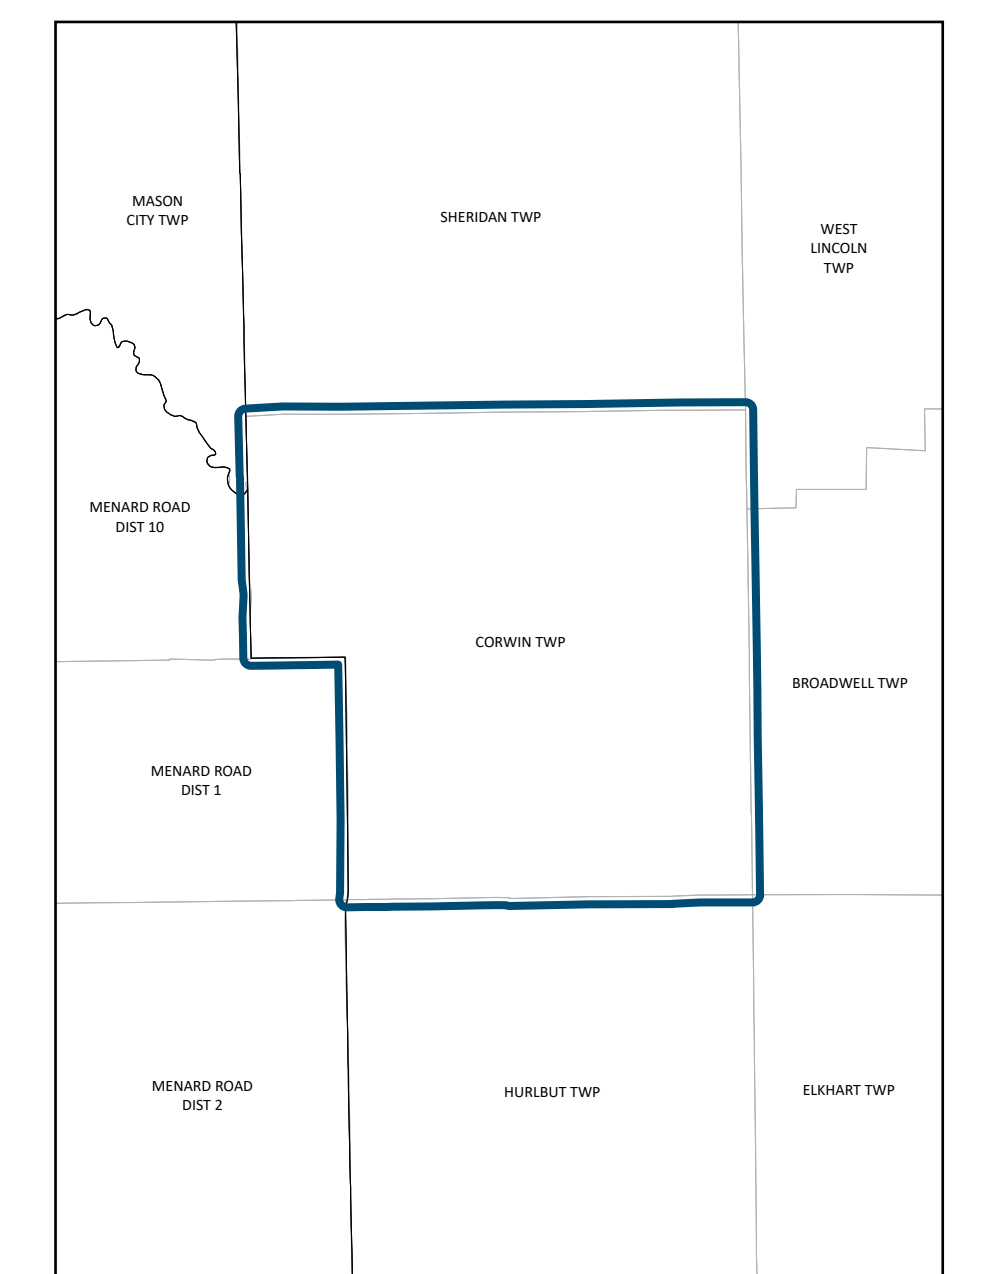 MASON
CITY TWP
SHERIDAN TWP
WEST
LINCOLN
TWP
MENARD ROAD
DIST 10
CORWIN TWP
BROADWELL TWP
MENARD ROAD
DIST 1
MENARD ROAD
DIST 2
HURLBUT TWP
ELKHART TWP